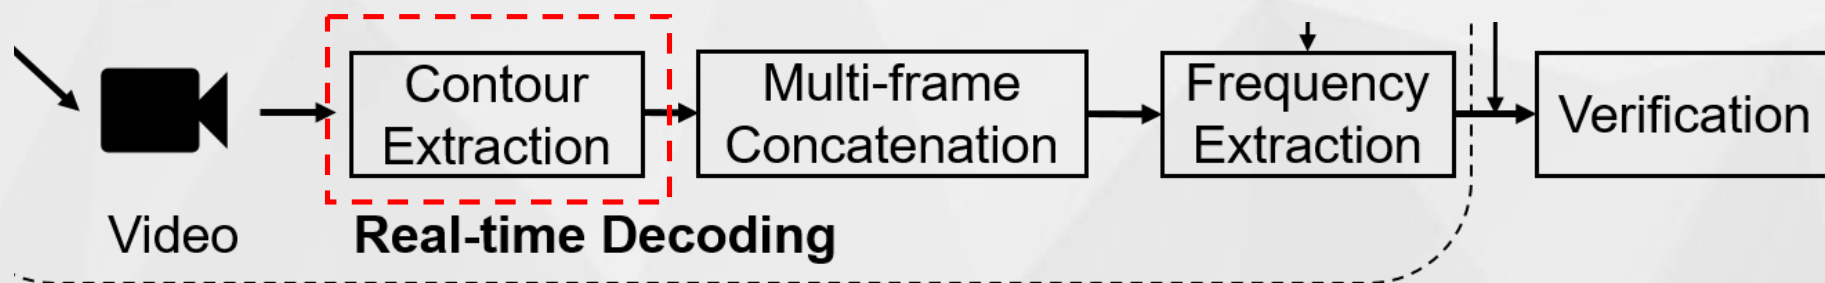 Contour
Extraction
Multi-frame
Concatenation
Frequency
Extraction
Verification
Video
Real-time Decoding